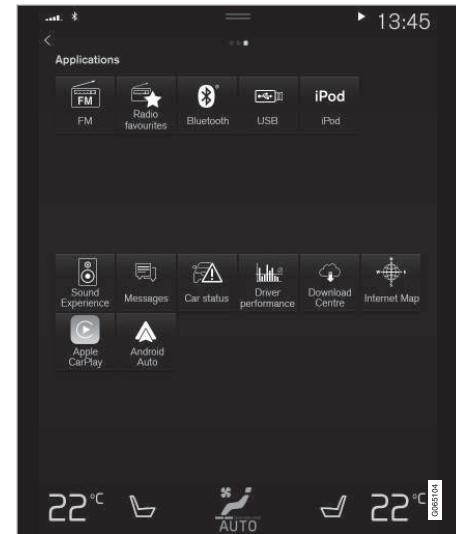 13:45
Applications
FM
FM
Radio
favourites
Bluetooth
USB
iPod
iPod
Sound
Experience
Messages
Car status
Driver
performance
Download
Centre
Internet Map
Apple
CarPlay
Android
Auto
22°C
AUTO
22°C
G065104